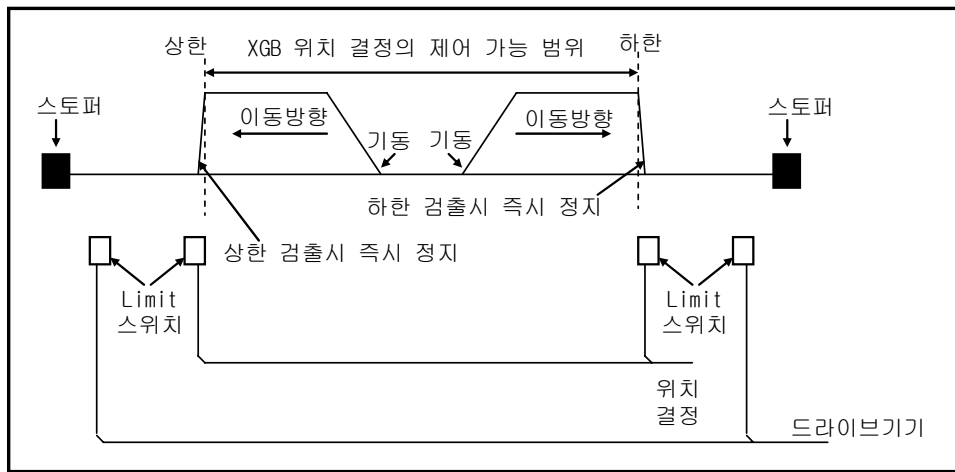 상한
XGB 위치 결정의 제어 가능 범위
하한
스토퍼
이동방향
기동
기동
이동방향
스토퍼
하한 검출시 즉시 정지
상한 검출시 즉시 정지
Limit
스위치
Limit
스위치
위치
결정
드라이브기기